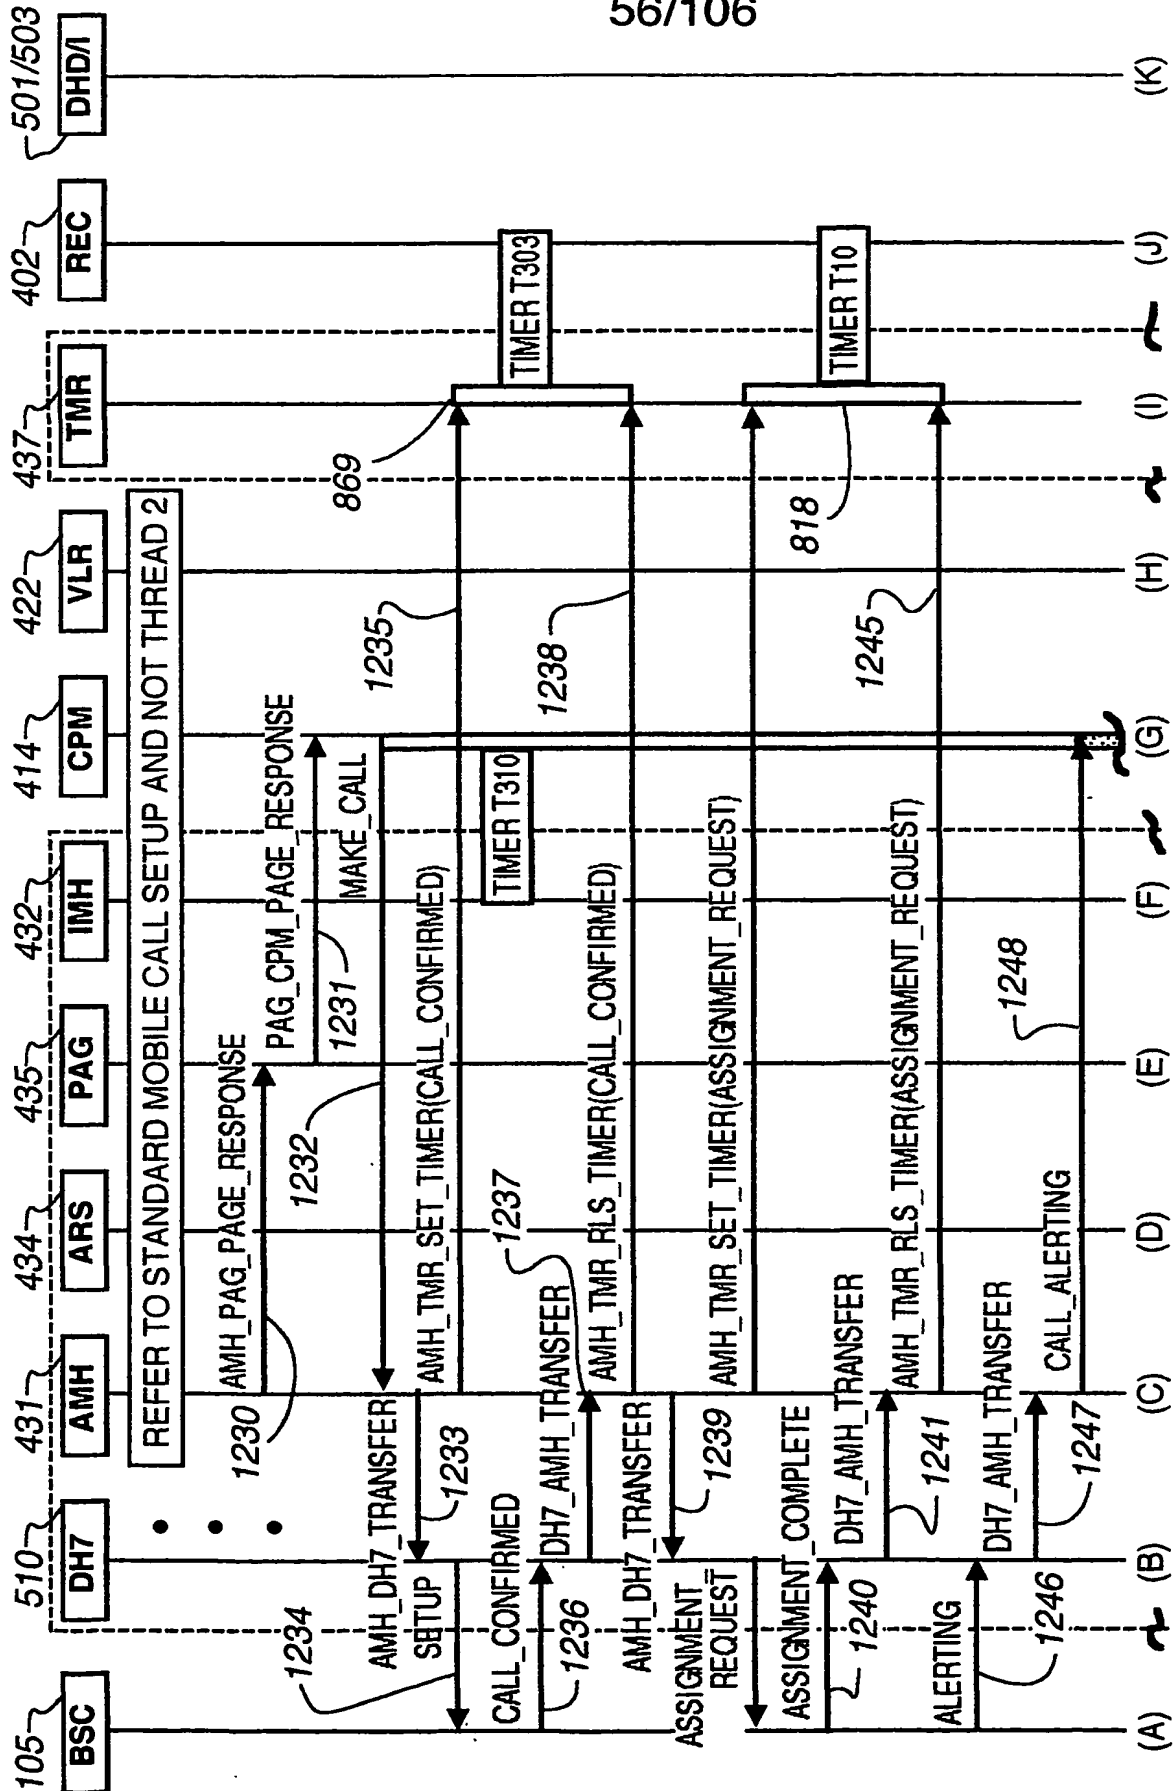 56/106
105
BSC
510
DH7
431
AMH
434
ARS
435
PAG
432
IMH
414
CPM
422
VLR
437
TMR
402
REC
501/503
DHD/I
REFER TO STANDARD MOBILE CALL SETUP AND NOT THREAD 2
AMH_PAG_PAGE_RESPONSE
1230
PAG_CPM_PAGE_RESPONSE
1231
MAKE_CALL
1232
AMH_DH7_TRANSFER
1233
SETUP
1234
AMH_TMR_SET_TIMER(CALL_CONFIRMED)
1235
869
TIMER T303
TIMER T310
CALL_CONFIRMED
1236
DH7_AMH_TRANSFER
1237
AMH_TMR_RLS_TIMER(CALL_CONFIRMED)
1238
AMH_DH7_TRANSFER
1239
ASSIGNMENT_
REQUEST
AMH_TMR_SET_TIMER(ASSIGNMENT_REQUEST)
818
TIMER T10
ASSIGNMENT_COMPLETE
1240
DH7_AMH_TRANSFER
1241
AMH_TMR_RLS_TIMER(ASSIGNMENT_REQUEST)
1245
ALERTING
1246
DH7_AMH_TRANSFER
1247
CALL_ALERTING
1248
(A)
(B)
(C)
(D)
(E)
(F)
(G)
(H)
(I)
(J)
(K)